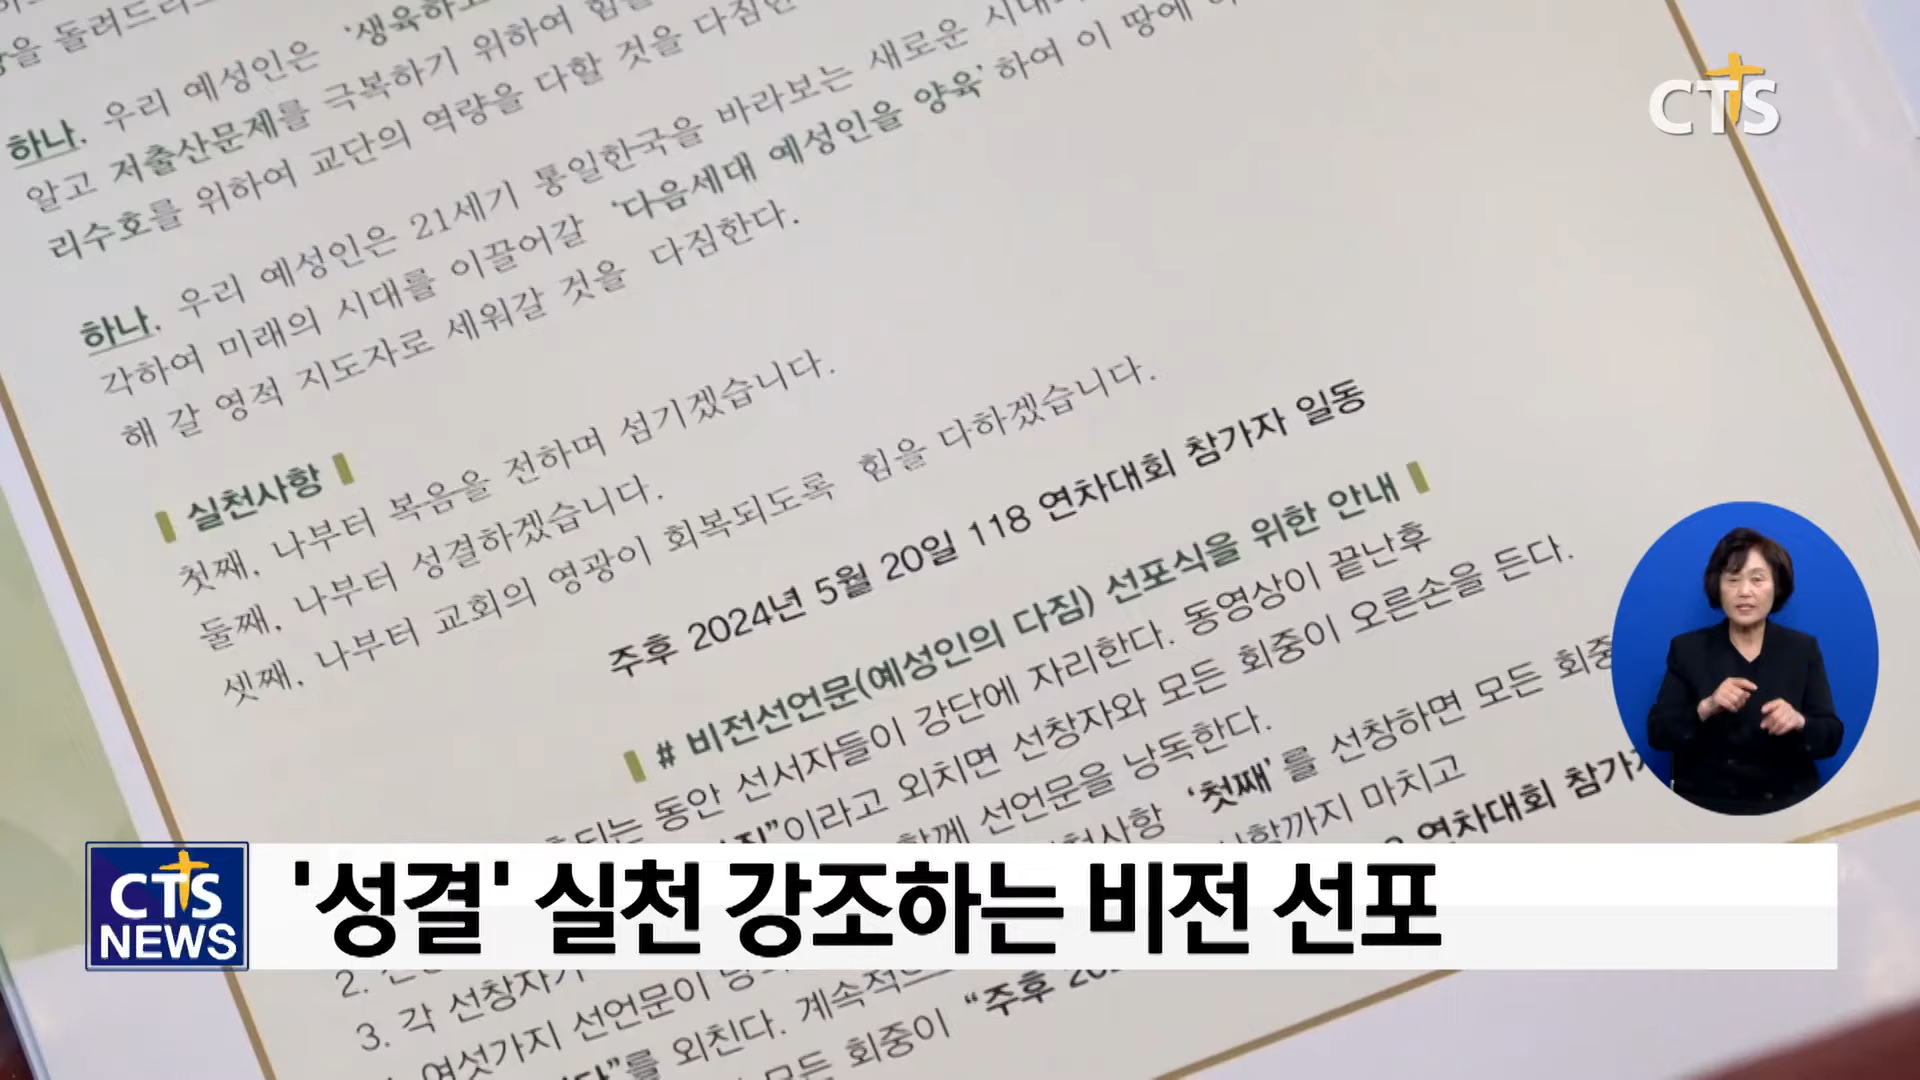 을 돌려드리
하나. 우리 예성인은 '생육하고
알고 저출산문제를 극복하기 위하여 힘을
리수호를 위하여 교단의 역량을 다할 것을 다짐한
하나. 우리 예성인은 21세기 통일한국을 바라보는 새로운 시대
각하여 미래의 시대를 이끌어갈 '다음세대 예성인을 양육'하여 이 땅에
해 갈 영적 지도자로 세워갈 것을 다짐한다.
실천사항
첫째, 나부터 복음을 전하며 섬기겠습니다.
둘째, 나부터 성결하겠습니다.
셋째, 나부터 교회의 영광이 회복되도록 힘을 다하겠습니다.
주후 2024년 5월 20일 118 연차대회 참가자 일동
# 비전선언문(예성인의 다짐) 선포식을 위한 안내
되는 동안 선서자들이 강단에 자리한다. 동영상이 끝난후
"이라고 외치면 선창자와 모든 회중이 오른손을 든다.
함께 선언문을 낭독한다.
사항 '첫째'를 선창하면 모든 회중
까지 마치고
연차대회 참가
2.
3. 각 선창자가
여섯가지 선언문이
"를 외친다. 계속적
모든 회중이 "주후
CTS
CTS
NEWS
'성결' 실천 강조하는 비전 선포